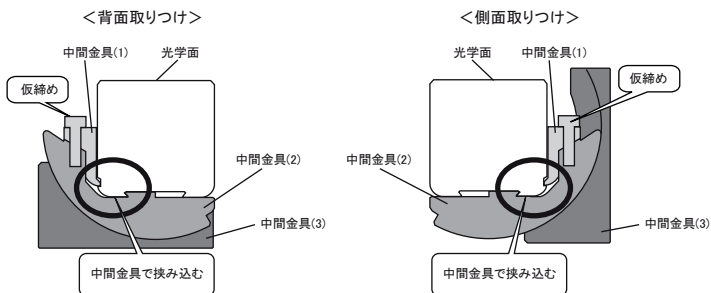 ＜背面取りつけ＞
中間金具(1)
光学面
仮締め
中間金具(2)
中間金具(3)
中間金具で挟み込む
＜側面取りつけ＞
光学面
中間金具(1)
仮締め
中間金具(2)
中間金具(3)
中間金具で挟み込む